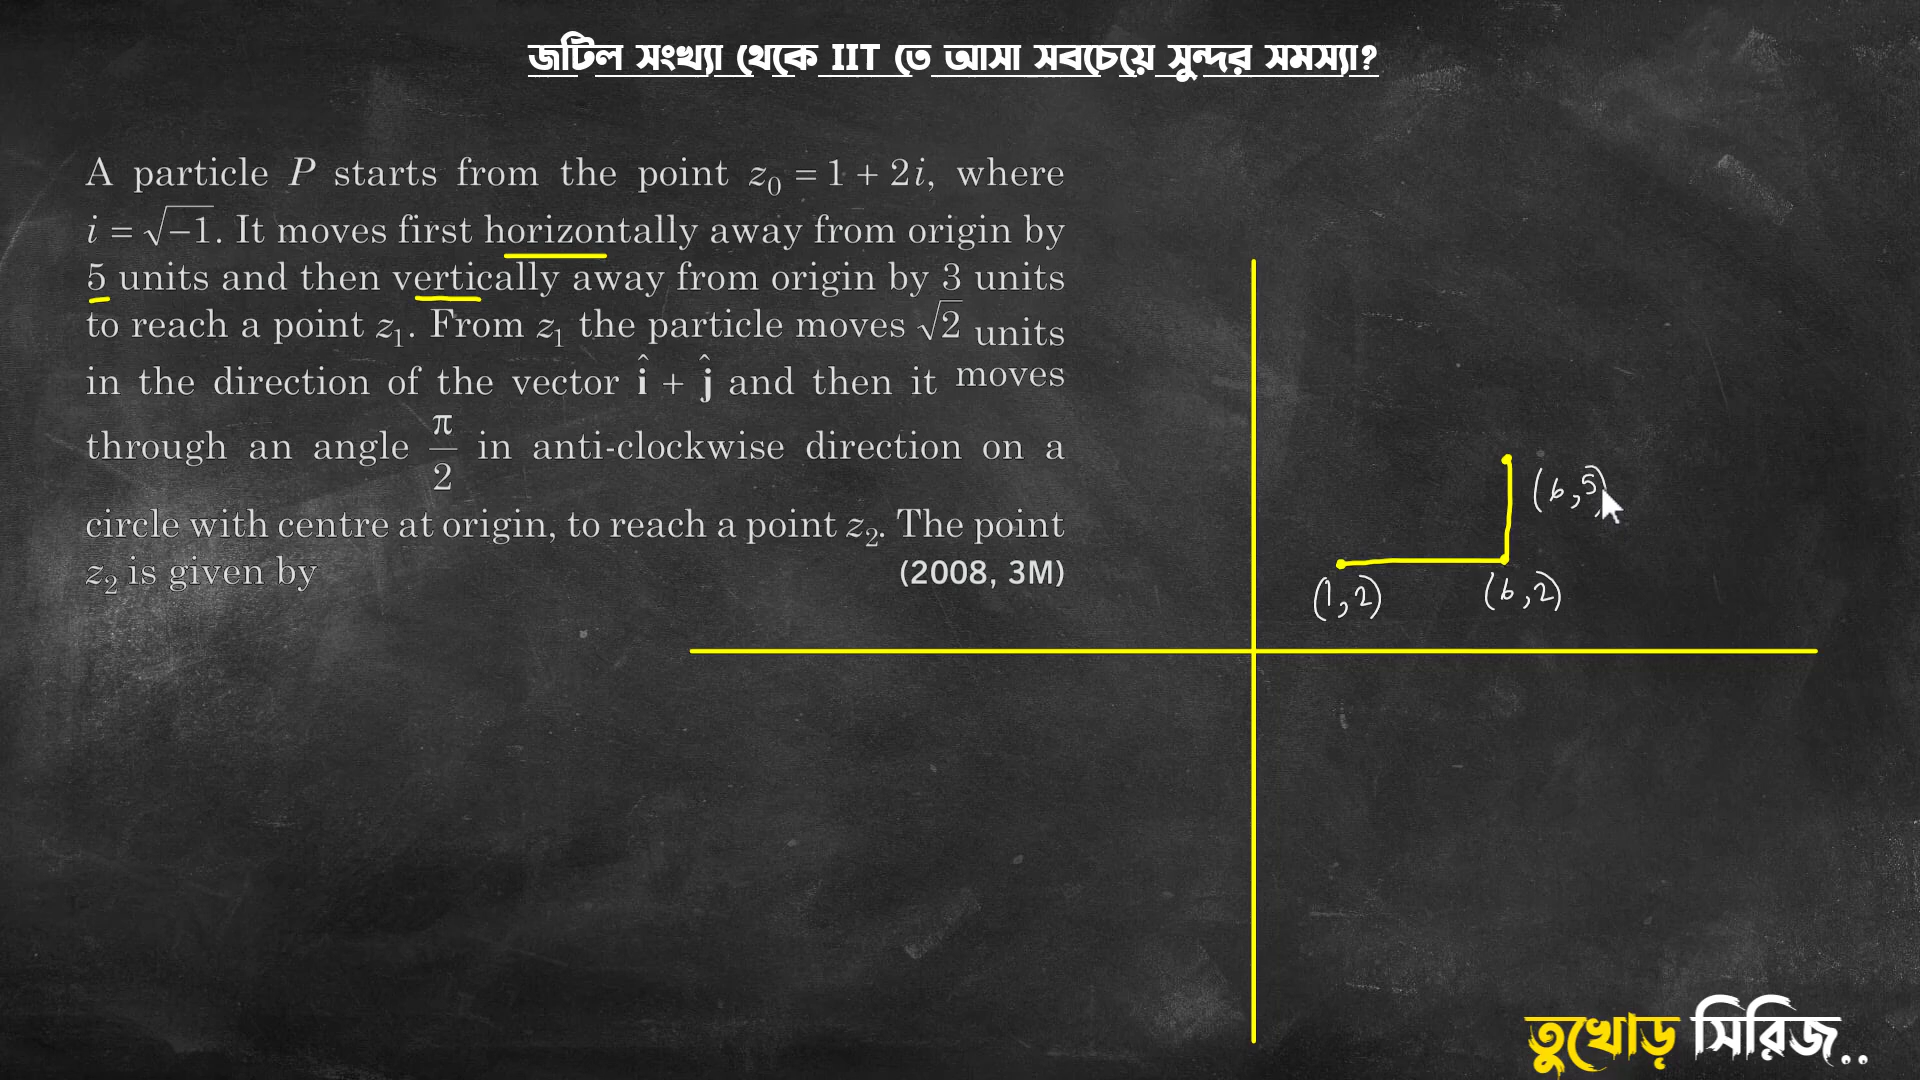 জটিল সংখ্যা থেকে IIT তে আসা সবচেয়ে সুন্দর সমস্যা?
A particle P starts from the point z₀ = 1 + 2i, where
i = √−1. It moves first horizontally away from origin by
5 units and then vertically away from origin by 3 units
to reach a point z₁. From z₁ the particle moves √2 units
in the direction of the vector î + ĵ and then it moves
through an angle π/2 in anti-clockwise direction on a
circle with centre at origin, to reach a point z₂. The point
z₂ is given by (2008, 3M)
(6,5)
(1,2) (6,2)
তুখোড় সিরিজ..